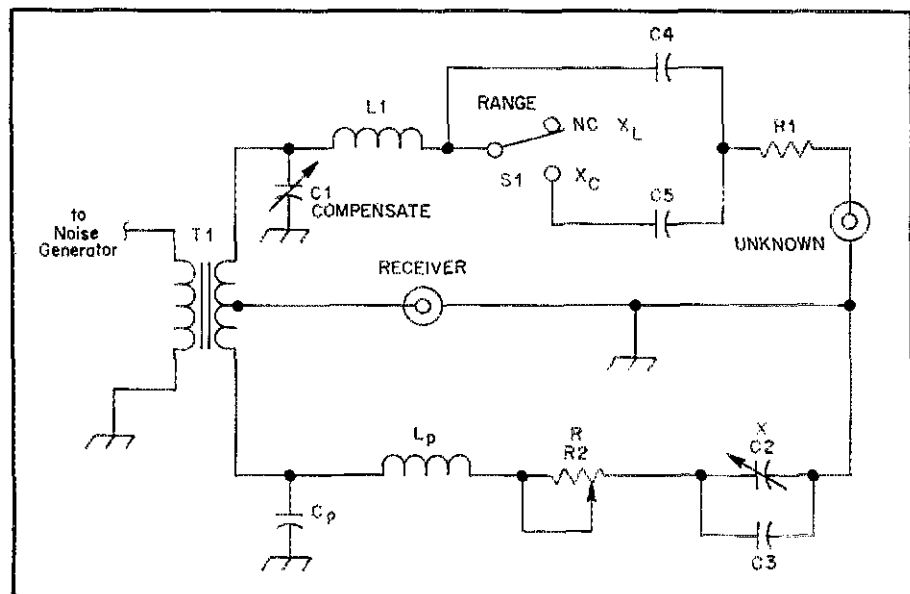 C4
L1
RANGE
NC XL
S1
XC
R1
C1
COMPENSATE
C5
to
Noise
Generator
T1
UNKNOWN
RECEIVER
Lp
R
R2
X
C2
Cp
C3